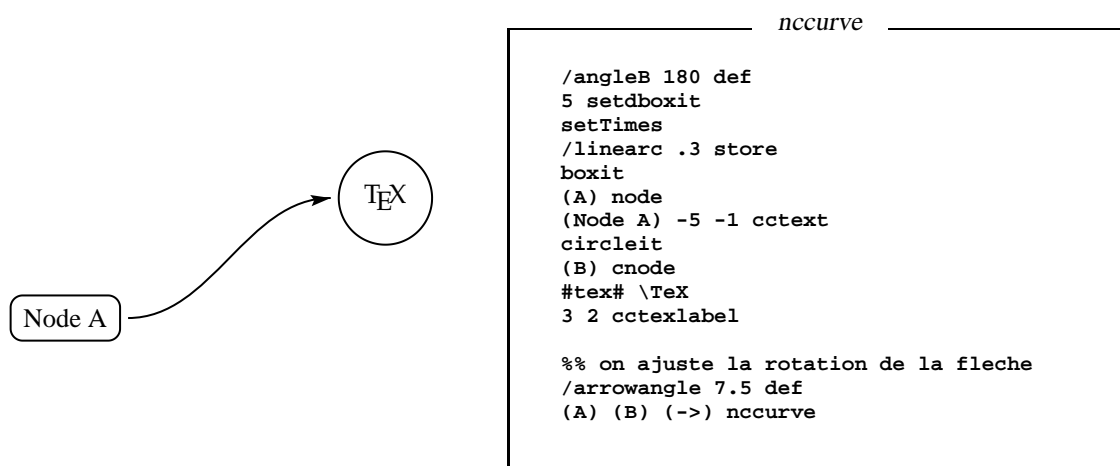 nccurve
TEX
Node A
/angleB 180 def
5 setdboxit
setTimes
/linearc .3 store
boxit
(A) node
(Node A) -5 -1 cctext
circleit
(B) cnode
#tex# \TeX
3 2 cctexlabel
%% on ajuste la rotation de la fleche
/arrowangle 7.5 def
(A) (B) (->) nccurve